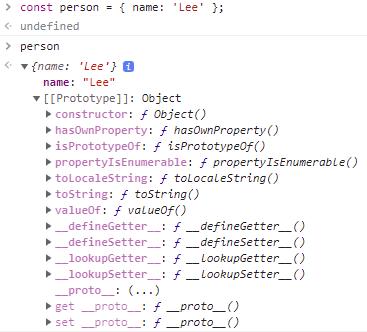 > const person = { name: 'Lee' };
< undefined
> person
< ▼ {name: 'Lee'} i
name: "Lee"
▼ [[Prototype]]: Object
▶ constructor: ƒ Object()
▶ hasOwnProperty: ƒ hasOwnProperty()
▶ isPrototypeOf: ƒ isPrototypeOf()
▶ propertyIsEnumerable: ƒ propertyIsEnumerable()
▶ toLocaleString: ƒ toLocaleString()
▶ toString: ƒ toString()
▶ valueOf: ƒ valueOf()
▶ __defineGetter__: ƒ __defineGetter__()
▶ __defineSetter__: ƒ __defineSetter__()
▶ __lookupGetter__: ƒ __lookupGetter__()
▶ __lookupSetter__: ƒ __lookupSetter__()
__proto__: (...)
▶ get __proto__: ƒ __proto__()
▶ set __proto__: ƒ __proto__()